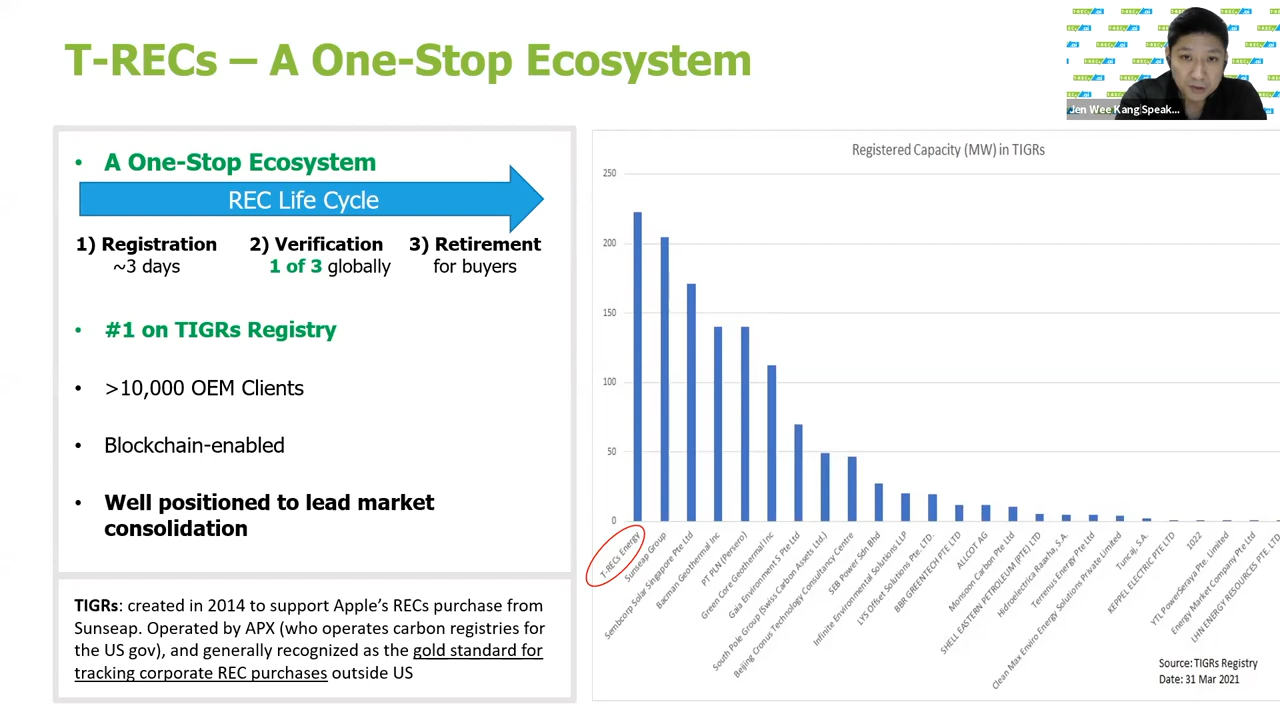 T-RECs – A One-Stop Ecosystem
Jen Wee Kang Speak...
• A One-Stop Ecosystem
REC Life Cycle
1) Registration
~3 days
2) Verification
1 of 3 globally
3) Retirement
for buyers
• #1 on TIGRs Registry
• >10,000 OEM Clients
• Blockchain-enabled
• Well positioned to lead market
consolidation
TIGRs: created in 2014 to support Apple's RECs purchase from
Sunseap. Operated by APX (who operates carbon registries for
the US gov), and generally recognized as the gold standard for
tracking corporate REC purchases outside US
Registered Capacity (MW) in TIGRs
250
200
150
100
50
0
T-RECs Energy
Sunseap Group
Sembcorp Solar Singapore Pte Ltd
Bacman Geothermal Inc
PT PLN (Persero)
Green Core Geothermal Inc
Gaia Environment S Pte Ltd
South Pole Group (Swiss Carbon Assets Ltd.)
Beijing Cronus Technology Consultancy Centre
SEB Power Sdn Bhd
Infinite Environmental Solutions LLP
LYS Offset Solutions Pte. LTD.
BBR GREENTECH PTE LTD
ALLCOT AG
Monsoon Carbon Pte Ltd
SHELL EASTERN PETROLEUM (PTE) LTD
Hidroelectrica Raaxha, S.A.
Terrenus Energy Pte Ltd
Clean Max Enviro Energy Solutions Private Limited
Tuncaj, S.A.
KEPPEL ELECTRIC PTE LTD
1022
YTL PowerSeraya Pte. Limited
Energy Market Company Pte Ltd
LHN ENERGY RESOURCES PTE. LTD.
Source: TIGRs Registry
Date: 31 Mar 2021